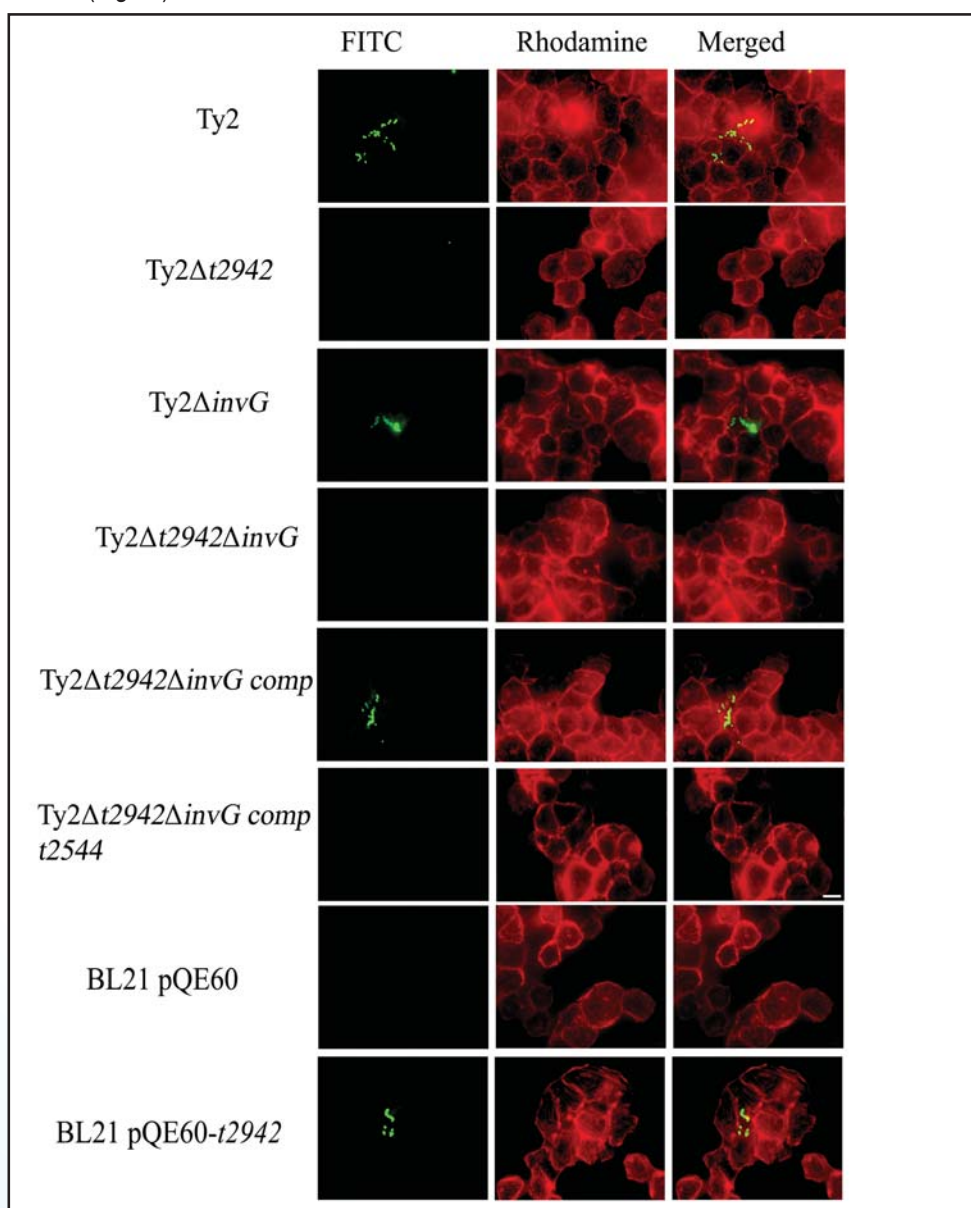 FITC Rhodamine Merged
Ty2
Ty2Δt2942
Ty2ΔinvG
Ty2Δt2942ΔinvG
Ty2Δt2942ΔinvG comp
Ty2Δt2942ΔinvG comp
t2544
BL21 pQE60
BL21 pQE60-t2942